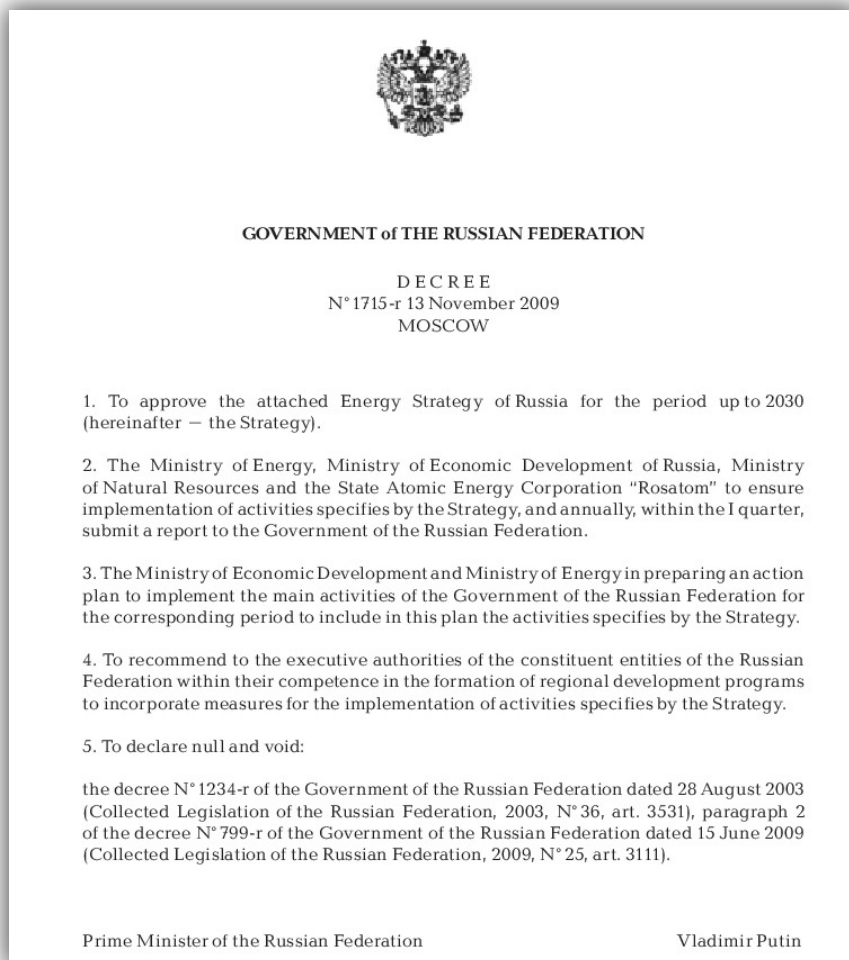 GOVERNMENT of THE RUSSIAN FEDERATION
D E C R E E
N° 1715-r 13 November 2009
MOSCOW
1. To approve the attached Energy Strategy of Russia for the period up to 2030
(hereinafter — the Strategy).
2. The Ministry of Energy, Ministry of Economic Development of Russia, Ministry
of Natural Resources and the State Atomic Energy Corporation “Rosatom” to ensure
implementation of activities specifies by the Strategy, and annually, within the I quarter,
submit a report to the Government of the Russian Federation.
3. The Ministry of Economic Development and Ministry of Energy in preparing an action
plan to implement the main activities of the Government of the Russian Federation for
the corresponding period to include in this plan the activities specifies by the Strategy.
4. To recommend to the executive authorities of the constituent entities of the Russian
Federation within their competence in the formation of regional development programs
to incorporate measures for the implementation of activities specifies by the Strategy.
5. To declare null and void:
the decree N° 1234-r of the Government of the Russian Federation dated 28 August 2003
(Collected Legislation of the Russian Federation, 2003, N° 36, art. 3531), paragraph 2
of the decree N° 799-r of the Government of the Russian Federation dated 15 June 2009
(Collected Legislation of the Russian Federation, 2009, N° 25, art. 3111).
Prime Minister of the Russian Federation Vladimir Putin